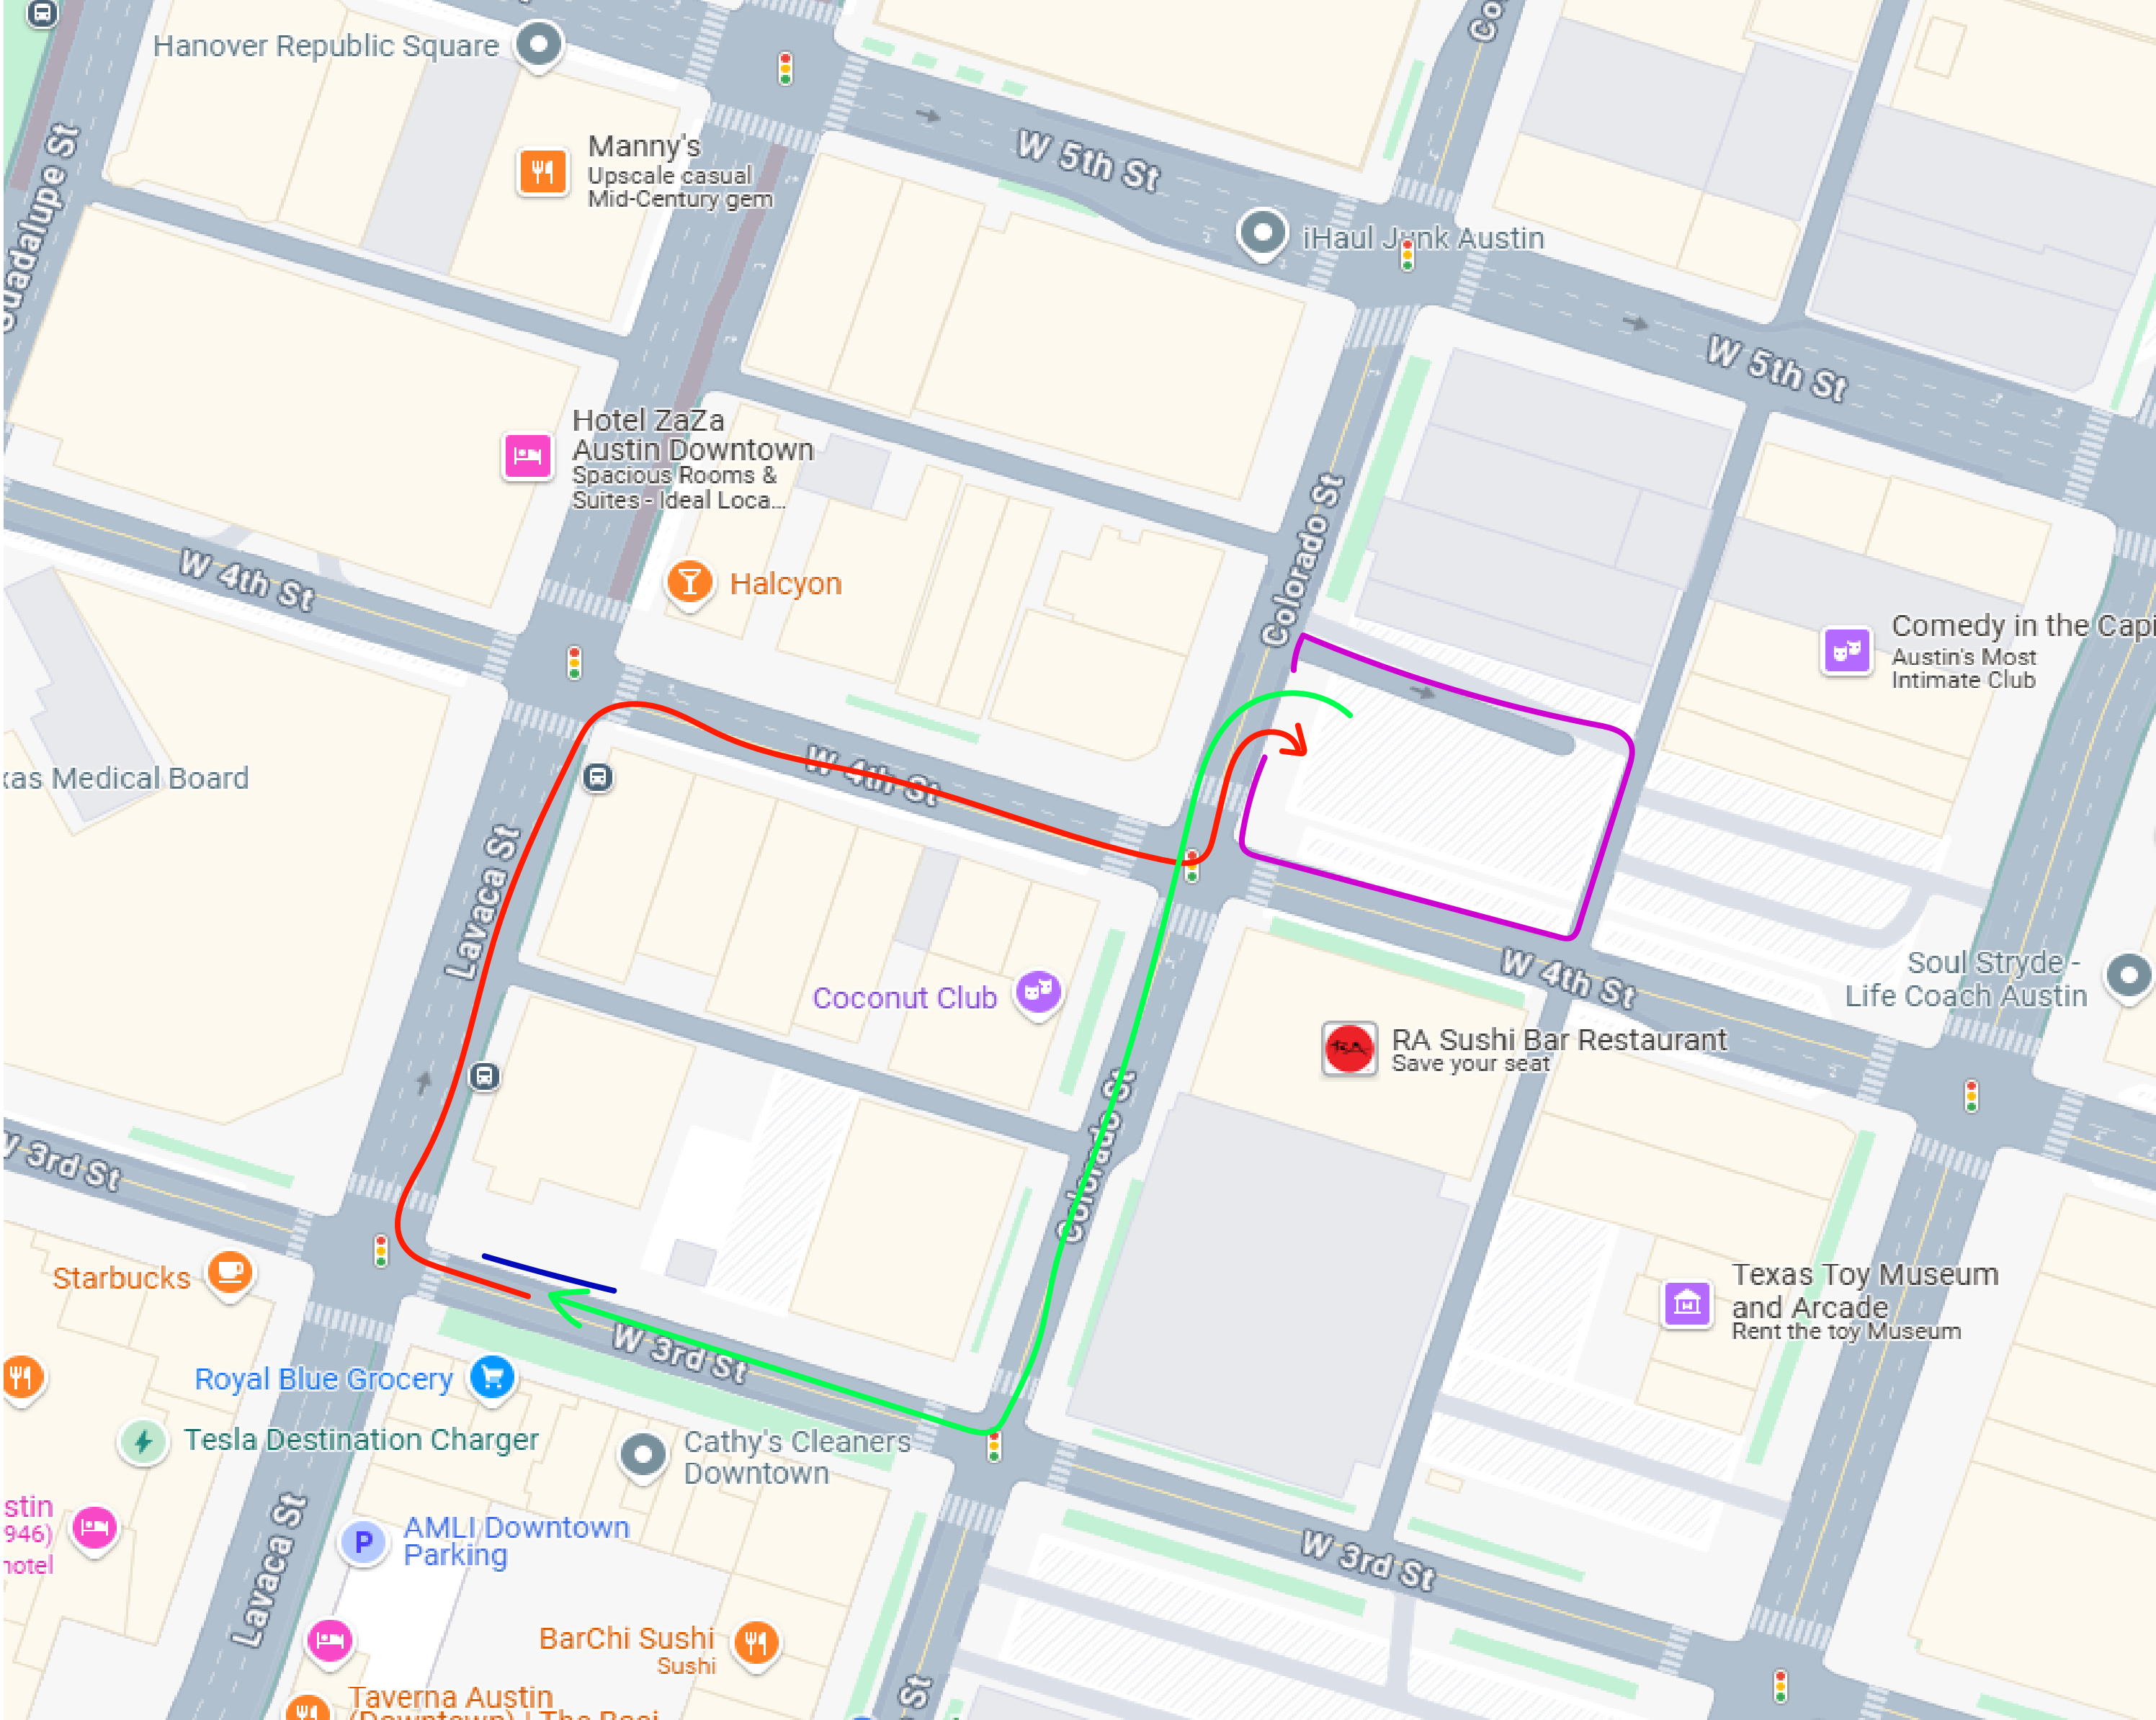 Hanover Republic Square
Co
Manny's
Upscale casual
Mid-Century gem
W 5th St
iHaul Junk Austin
Guadalupe St
W 5th St
Hotel ZaZa
Austin Downtown
Spacious Rooms &
Suites - Ideal Loca...
Colorado St
W 4th St
Halcyon
Comedy in the Capi
Austin's Most
Intimate Club
xas Medical Board
W 4th St
Lavaca St
W 4th St
Soul Stryde -
Life Coach Austin
Coconut Club
RA
RA Sushi Bar Restaurant
Save your seat
Colorado St
W 3rd St
Starbucks
Texas Toy Museum
and Arcade
Rent the toy Museum
W 3rd St
Royal Blue Grocery
Tesla Destination Charger
Cathy's Cleaners
Downtown
stin
946)
hotel
P
AMLI Downtown
Parking
W 3rd St
Lavaca St
BarChi Sushi
Sushi
St
Taverna Austin